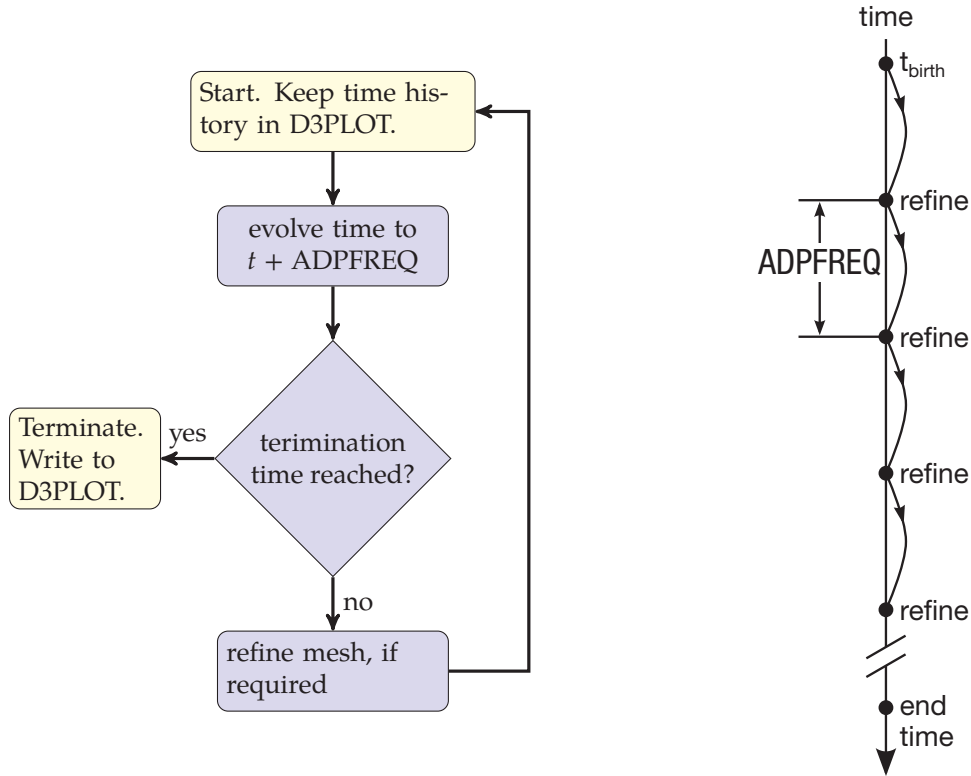 Start. Keep time his-
tory in D3PLOT.
evolve time to
t + ADPFREQ
terimination
time reached?
yes
Terminate.
Write to
D3PLOT.
no
refine mesh, if
required
time
t_birth
refine
ADPFREQ
refine
refine
refine
end
time